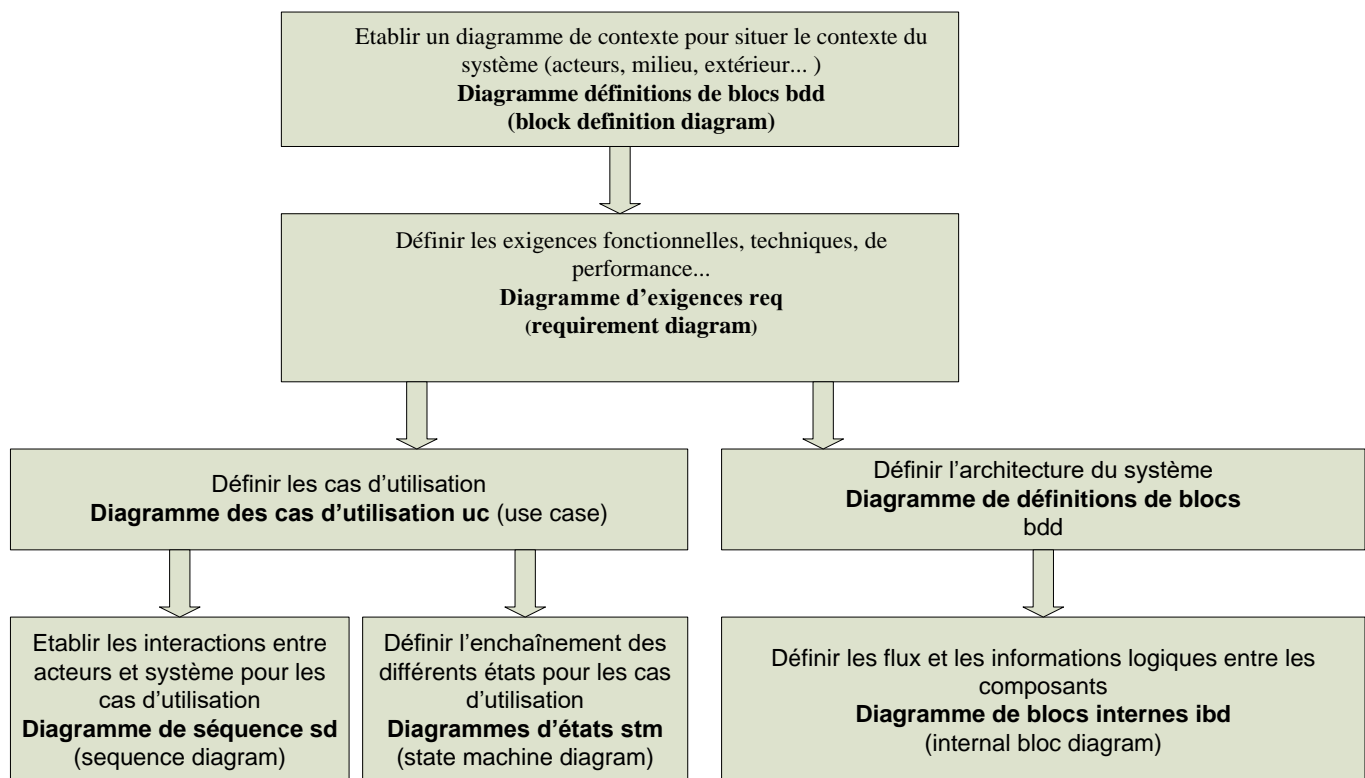 Etablir un diagramme de contexte pour situer le contexte du
système (acteurs, milieu, extérieur... )
Diagramme définitions de blocs bdd
(block definition diagram)
Définir les exigences fonctionnelles, techniques, de
performance...
Diagramme d’exigences req
(requirement diagram)
Définir les cas d’utilisation
Diagramme des cas d’utilisation uc (use case)
Définir l’architecture du système
Diagramme de définitions de blocs
bdd
Etablir les interactions entre
acteurs et système pour les
cas d’utilisation
Diagramme de séquence sd
(sequence diagram)
Définir l’enchaînement des
différents états pour les cas
d’utilisation
Diagrammes d’états stm
(state machine diagram)
Définir les flux et les informations logiques entre les
composants
Diagramme de blocs internes ibd
(internal bloc diagram)